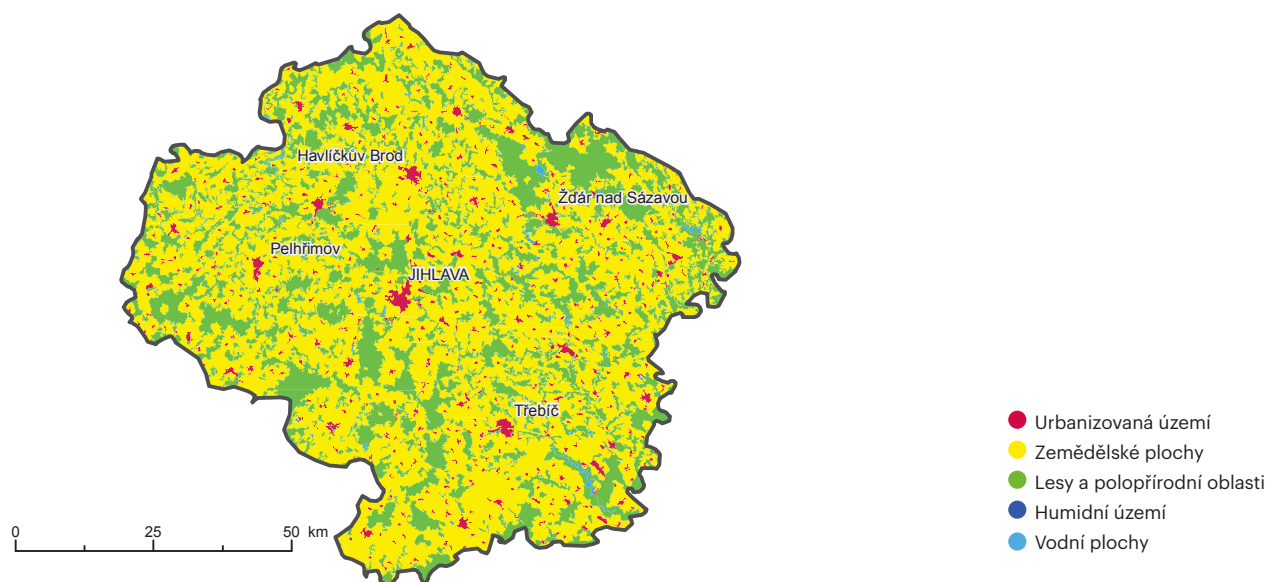 Havlíčkův Brod
Žďár nad Sázavou
Pelhřimov
JIHLAVA
Třebíč
0 25 50 km
Urbanizovaná území
Zemědělské plochy
Lesy a polopřírodní oblasti
Humidní území
Vodní plochy